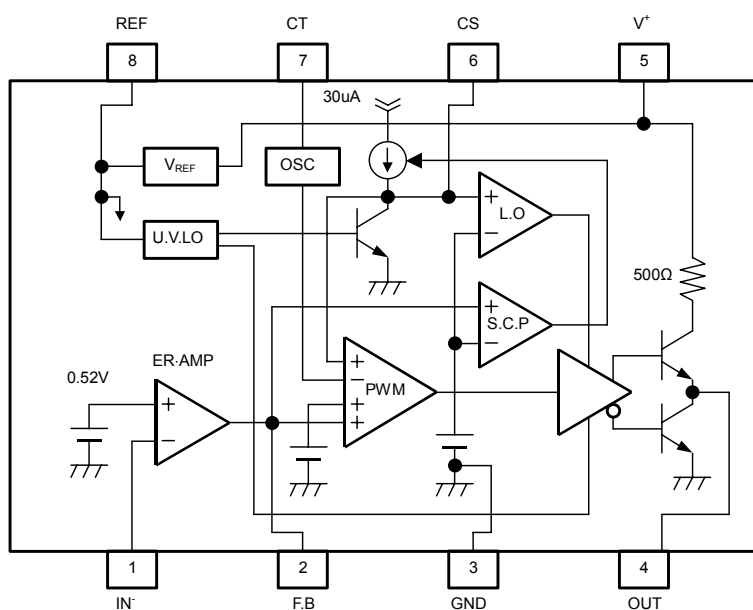 REF CT CS V⁺
8 7 6 5
30uA
V_REF OSC
+ L.O
U.V.LO −
500Ω
+ S.C.P
−
ER·AMP +
0.52V − PWM
+ +
− +
1 2 3 4
IN⁻ F.B GND OUT